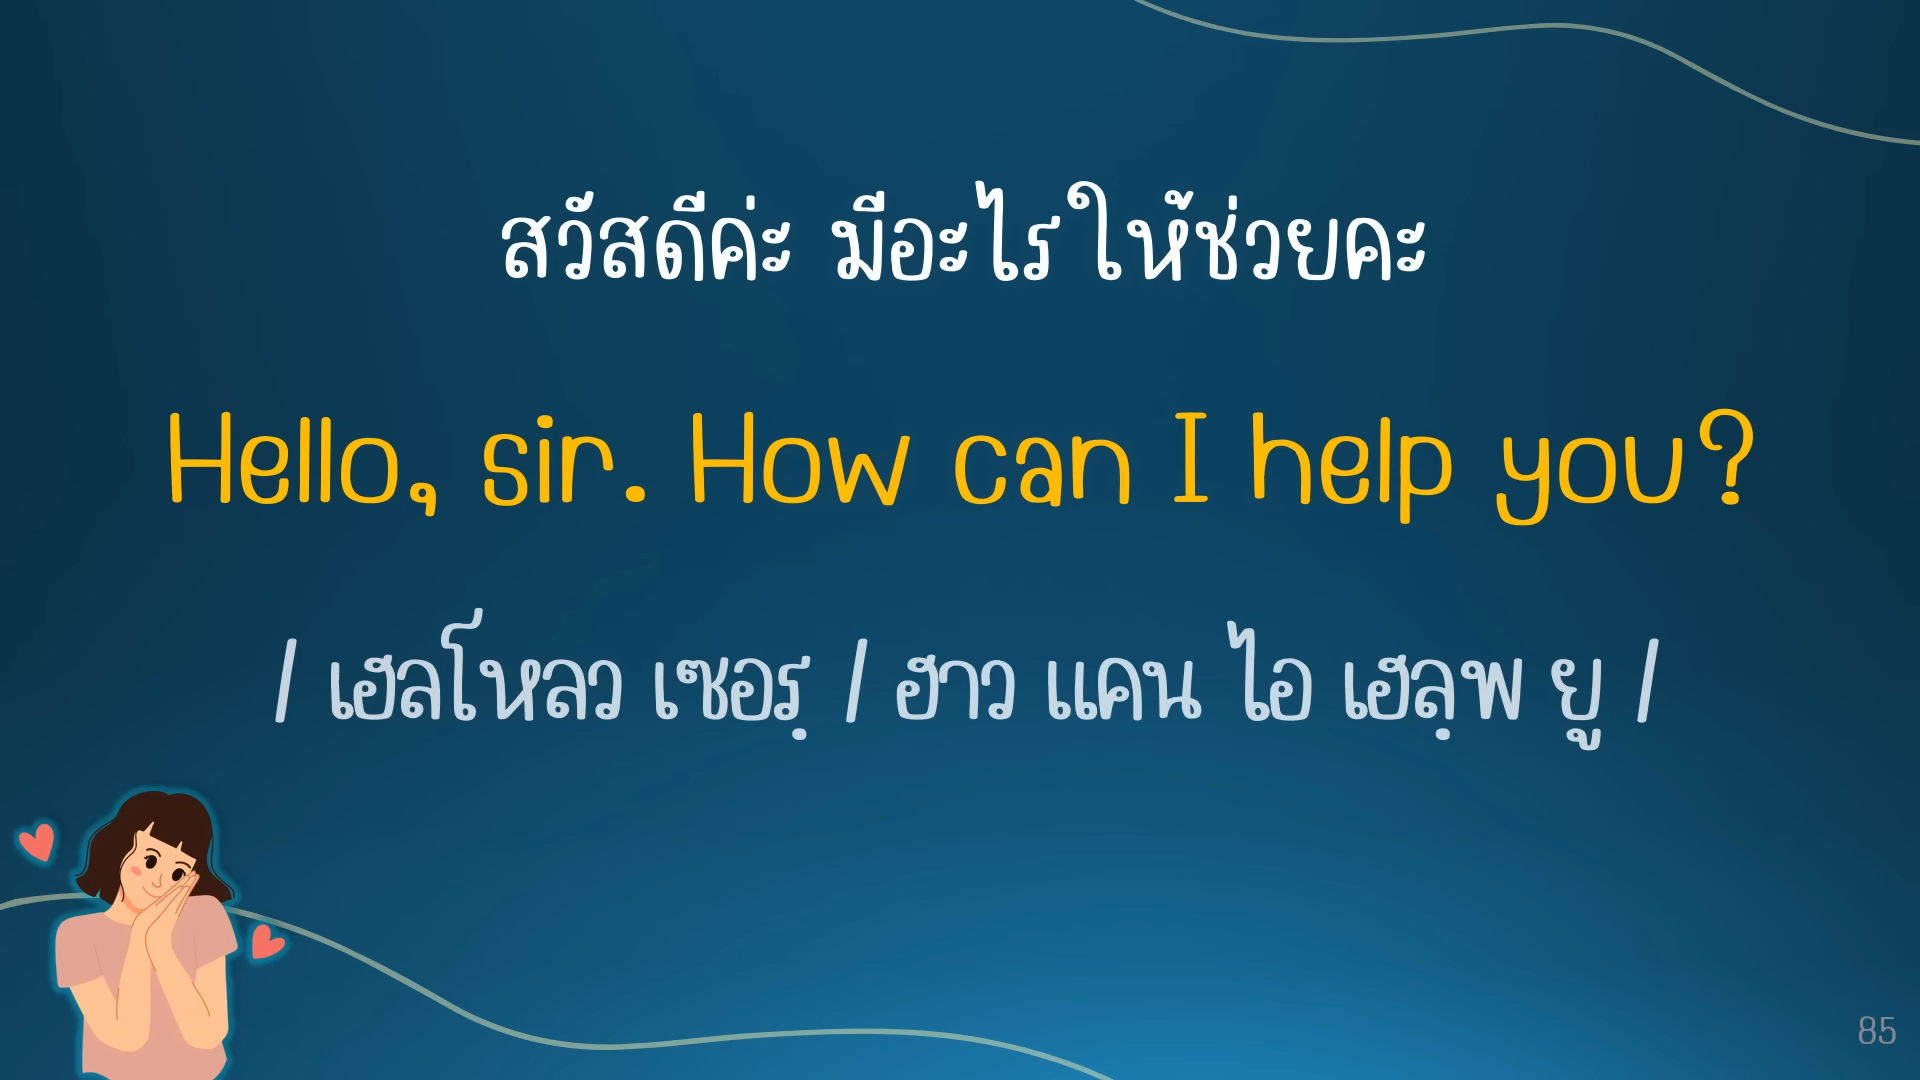 สวัสดีค่ะ มีอะไรให้ช่วยคะ
Hello, sir. How can I help you?
/ เฮลโหลว เซอรฺ / ฮาว แคน ไอ เฮลฺพ ยู /
85